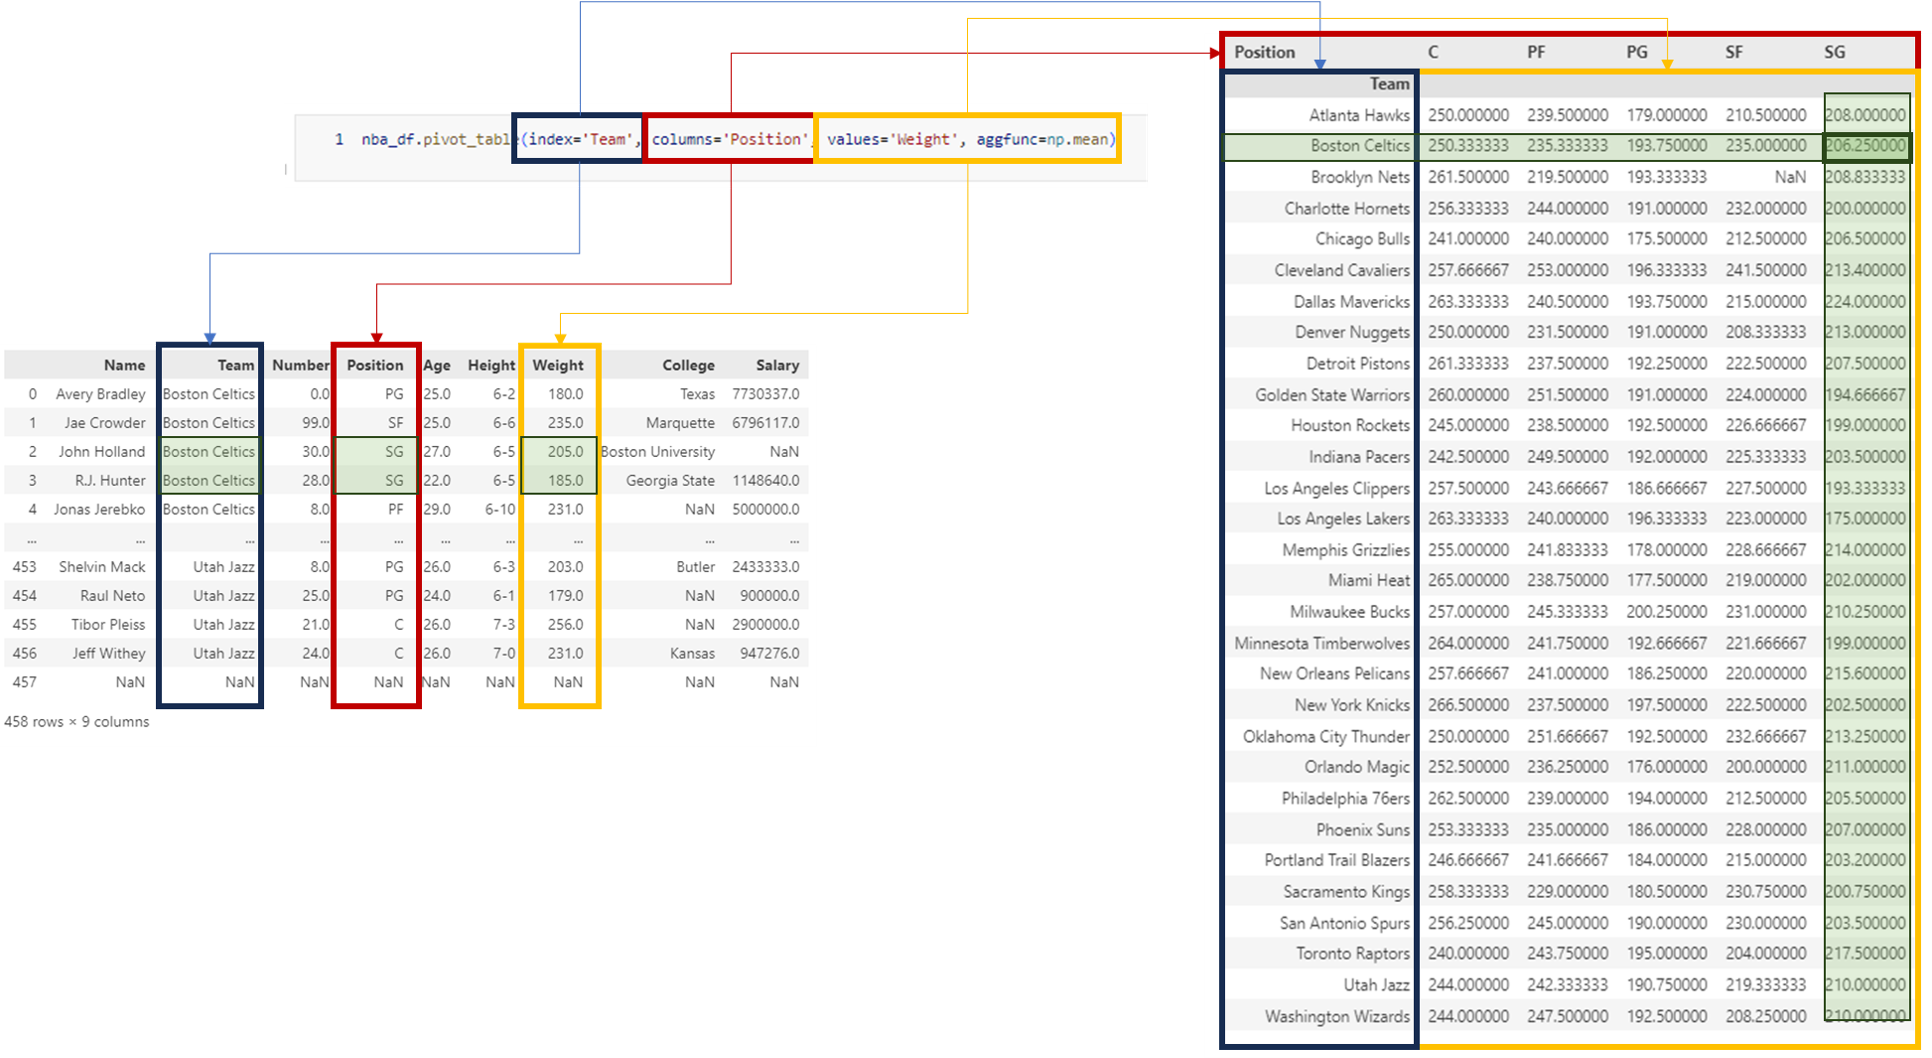 1 nba_df.pivot_table(index='Team', columns='Position', values='Weight', aggfunc=np.mean)
Name Team Number Position Age Height Weight College Salary
0 Avery Bradley Boston Celtics 0.0 PG 25.0 6-2 180.0 Texas 7730337.0
1 Jae Crowder Boston Celtics 99.0 SF 25.0 6-6 235.0 Marquette 6796117.0
2 John Holland Boston Celtics 30.0 SG 27.0 6-5 205.0 Boston University NaN
3 R.J. Hunter Boston Celtics 28.0 SG 22.0 6-5 185.0 Georgia State 1148640.0
4 Jonas Jerebko Boston Celtics 8.0 PF 29.0 6-10 231.0 NaN 5000000.0
... ... ... ... ... ... ... ... ... ...
453 Shelvin Mack Utah Jazz 8.0 PG 26.0 6-3 203.0 Butler 2433333.0
454 Raul Neto Utah Jazz 25.0 PG 24.0 6-1 179.0 NaN 900000.0
455 Tibor Pleiss Utah Jazz 21.0 C 26.0 7-3 256.0 NaN 2900000.0
456 Jeff Withey Utah Jazz 24.0 C 26.0 7-0 231.0 Kansas 947276.0
457 NaN NaN NaN NaN NaN NaN NaN NaN NaN
458 rows × 9 columns
Position C PF PG SF SG
Team
Atlanta Hawks 250.000000 239.500000 179.000000 210.500000 208.000000
Boston Celtics 250.333333 235.333333 193.750000 235.000000 206.250000
Brooklyn Nets 261.500000 219.500000 193.333333 NaN 208.833333
Charlotte Hornets 256.333333 244.000000 191.000000 232.000000 200.000000
Chicago Bulls 241.000000 240.000000 175.500000 212.500000 206.500000
Cleveland Cavaliers 257.666667 253.000000 196.333333 241.500000 213.400000
Dallas Mavericks 263.333333 240.500000 193.750000 215.000000 224.000000
Denver Nuggets 250.000000 231.500000 191.000000 208.333333 213.000000
Detroit Pistons 261.333333 237.500000 192.250000 222.500000 207.500000
Golden State Warriors 260.000000 251.500000 191.000000 224.000000 194.666667
Houston Rockets 245.000000 238.500000 192.500000 226.666667 199.000000
Indiana Pacers 242.500000 249.500000 192.000000 225.333333 203.500000
Los Angeles Clippers 257.500000 243.666667 186.666667 227.500000 193.333333
Los Angeles Lakers 263.333333 240.000000 196.333333 223.000000 175.000000
Memphis Grizzlies 255.000000 241.833333 178.000000 228.666667 214.000000
Miami Heat 265.000000 238.750000 177.500000 219.000000 202.000000
Milwaukee Bucks 257.000000 245.333333 200.250000 231.000000 210.250000
Minnesota Timberwolves 264.000000 241.750000 192.666667 221.666667 199.000000
New Orleans Pelicans 257.666667 241.000000 186.250000 220.000000 215.600000
New York Knicks 266.500000 237.500000 197.500000 222.500000 202.500000
Oklahoma City Thunder 250.000000 251.666667 192.500000 232.666667 213.250000
Orlando Magic 252.500000 236.250000 176.000000 200.000000 211.000000
Philadelphia 76ers 262.500000 239.000000 194.000000 212.500000 205.500000
Phoenix Suns 253.333333 235.000000 186.000000 228.000000 207.000000
Portland Trail Blazers 246.666667 241.666667 184.000000 215.000000 203.200000
Sacramento Kings 258.333333 229.000000 180.500000 230.750000 200.750000
San Antonio Spurs 256.250000 245.000000 190.000000 230.000000 203.500000
Toronto Raptors 240.000000 243.750000 195.000000 204.000000 217.500000
Utah Jazz 244.000000 242.333333 190.750000 219.333333 210.000000
Washington Wizards 244.000000 247.500000 192.500000 208.250000 210.000000